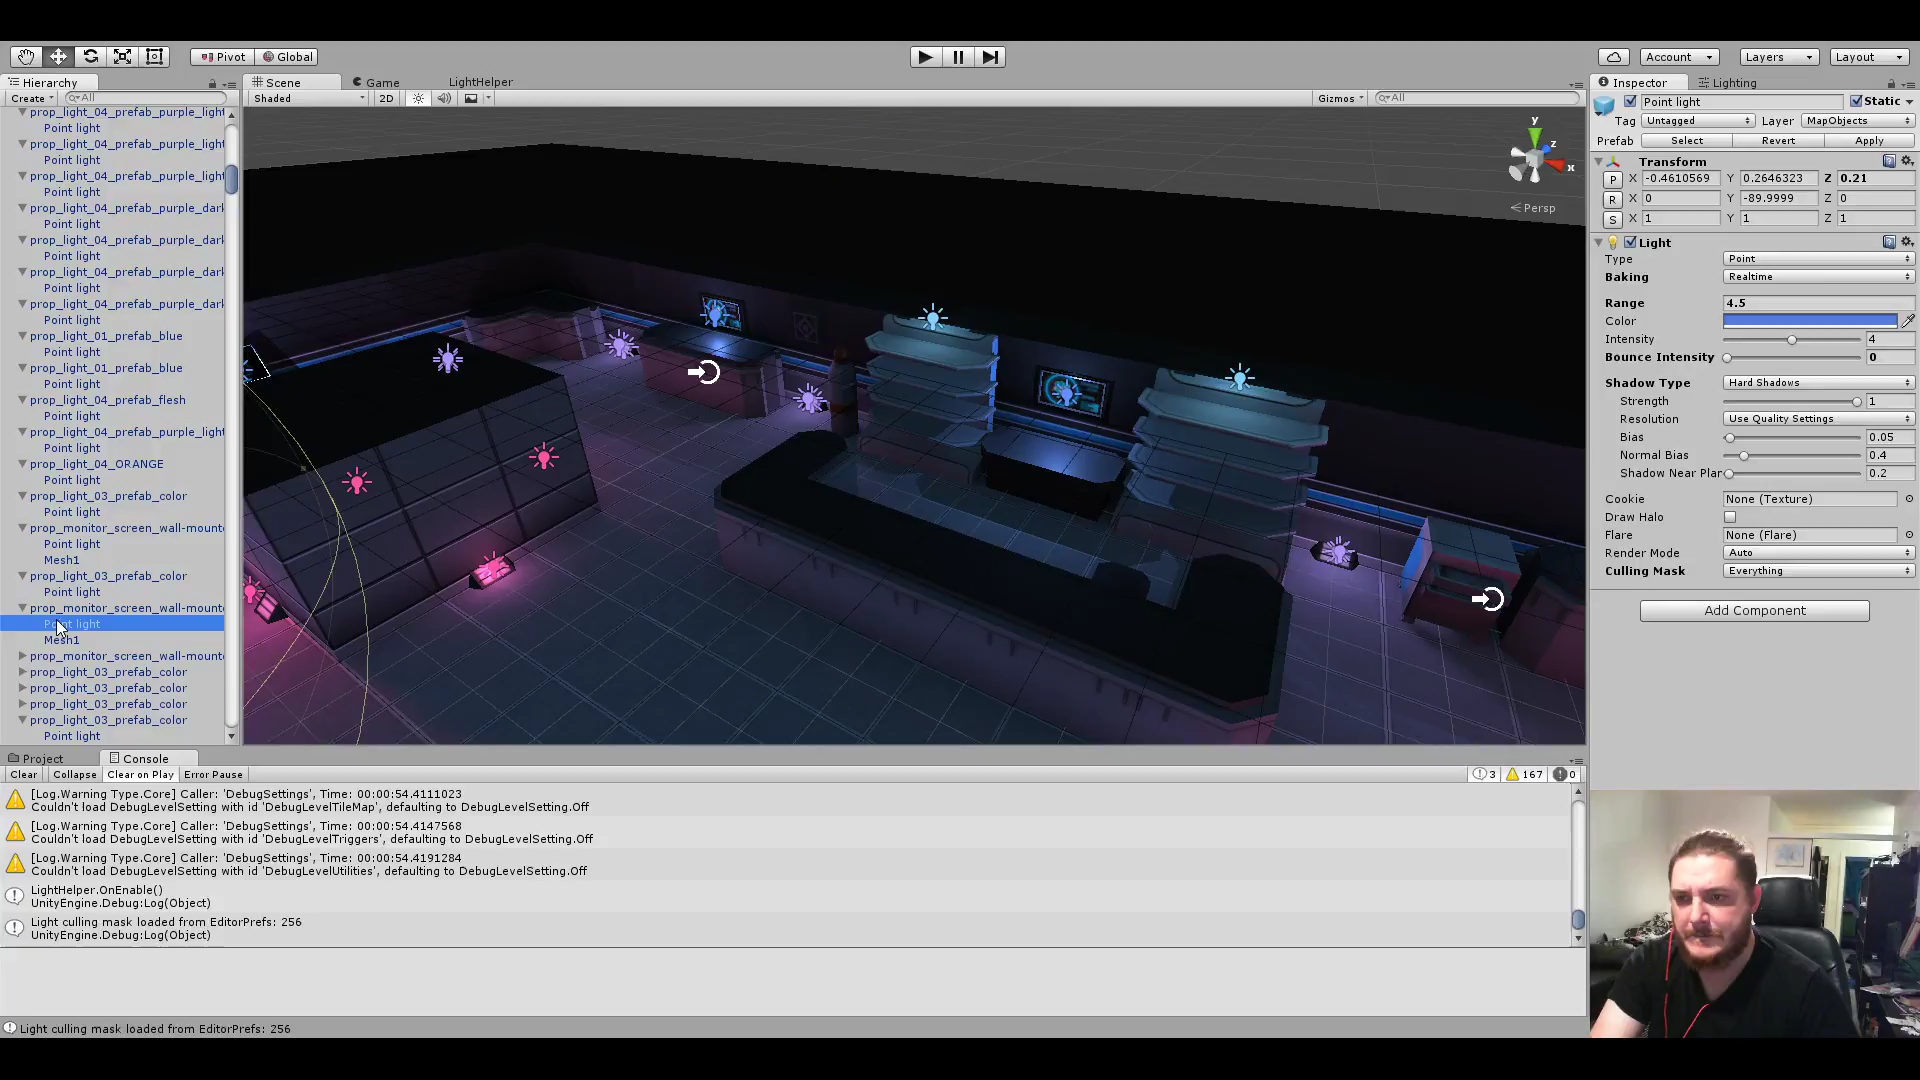 Pivot Global Account Layers Layout
Hierarchy Scene Game LightHelper Inspector Lighting
Create All Shaded 2D Gizmos All Point light Static
prop_light_04_prefab_purple_light
Point light
prop_light_04_prefab_purple_light
Point light
prop_light_04_prefab_purple_light
Point light
prop_light_04_prefab_purple_dark
Point light
prop_light_04_prefab_purple_dark
Point light
prop_light_04_prefab_purple_dark
Point light
prop_light_04_prefab_purple_dark
Point light
prop_light_01_prefab_blue
Point light
prop_light_01_prefab_blue
Point light
prop_light_04_prefab_flesh
Point light
prop_light_04_prefab_purple_light
Point light
prop_light_04_ORANGE
Point light
prop_light_03_prefab_color
Point light
prop_monitor_screen_wall-mount
Point light
Mesh1
prop_light_03_prefab_color
Point light
prop_monitor_screen_wall-mount
Point light
Mesh1
prop_monitor_screen_wall-mount
prop_light_03_prefab_color
prop_light_03_prefab_color
prop_light_03_prefab_color
prop_light_03_prefab_color
Point light
y
z
x
Persp
Tag Untagged Layer MapObjects
Prefab Select Revert Apply
Transform
P X -0.4610569 Y 0.2646323 Z 0.21
R X 0 Y -89.9999 Z 0
S X 1 Y 1 Z 1
Light
Type Point
Baking Realtime
Range 4.5
Color
Intensity 4
Bounce Intensity 0
Shadow Type Hard Shadows
Strength 1
Resolution Use Quality Settings
Bias 0.05
Normal Bias 0.4
Shadow Near Plan 0.2
Cookie None (Texture)
Draw Halo
Flare None (Flare)
Render Mode Auto
Culling Mask Everything
Add Component
Project Console
Clear Collapse Clear on Play Error Pause 3 167 0
[Log.Warning Type.Core] Caller: 'DebugSettings', Time: 00:00:54.4111023
Couldn't load DebugLevelSetting with id 'DebugLevelTileMap', defaulting to DebugLevelSetting.Off
[Log.Warning Type.Core] Caller: 'DebugSettings', Time: 00:00:54.4147568
Couldn't load DebugLevelSetting with id 'DebugLevelTriggers', defaulting to DebugLevelSetting.Off
[Log.Warning Type.Core] Caller: 'DebugSettings', Time: 00:00:54.4191284
Couldn't load DebugLevelSetting with id 'DebugLevelUtilities', defaulting to DebugLevelSetting.Off
LightHelper.OnEnable()
UnityEngine.Debug:Log(Object)
Light culling mask loaded from EditorPrefs: 256
UnityEngine.Debug:Log(Object)
Light culling mask loaded from EditorPrefs: 256